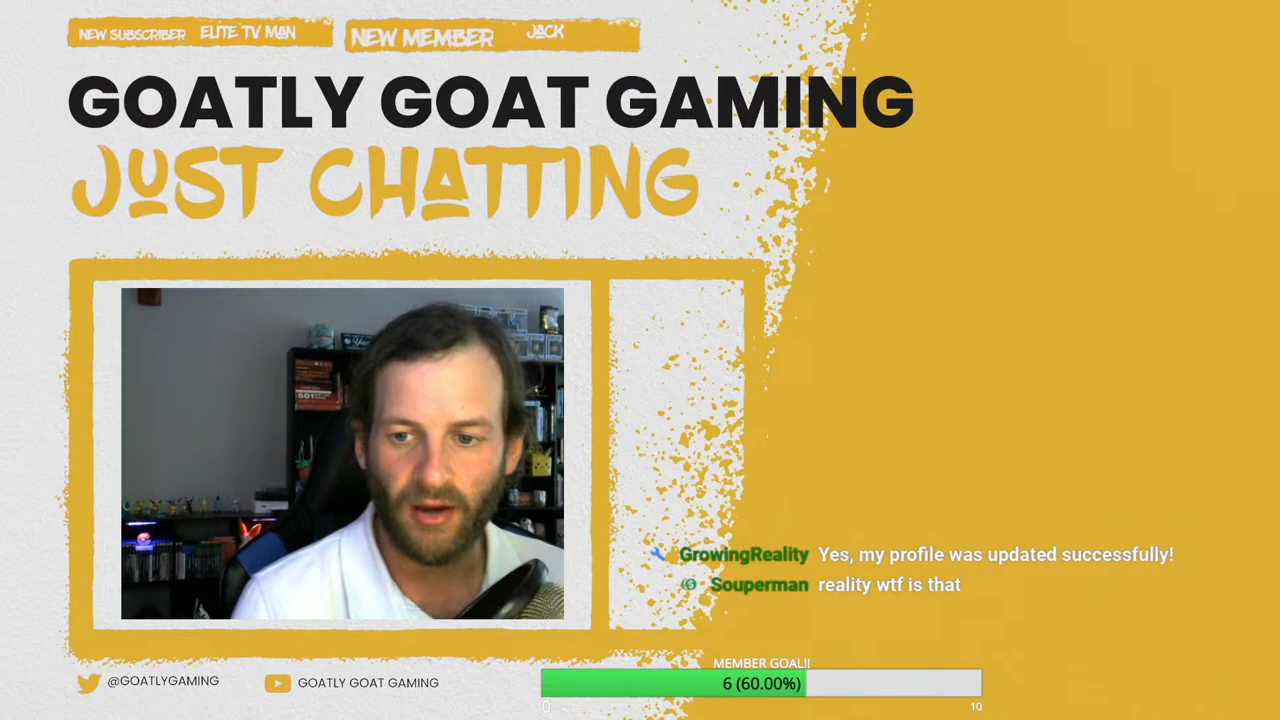 NEW SUBSCRIBER ELITE TV MAN
NEW MEMBER JACK
GOATLY GOAT GAMING
JUST CHATTING
GrowingReality Yes, my profile was updated successfully!
Souperman reality wtf is that
MEMBER GOAL!!
6 (60.00%)
0 10
@GOATLYGAMING
GOATLY GOAT GAMING